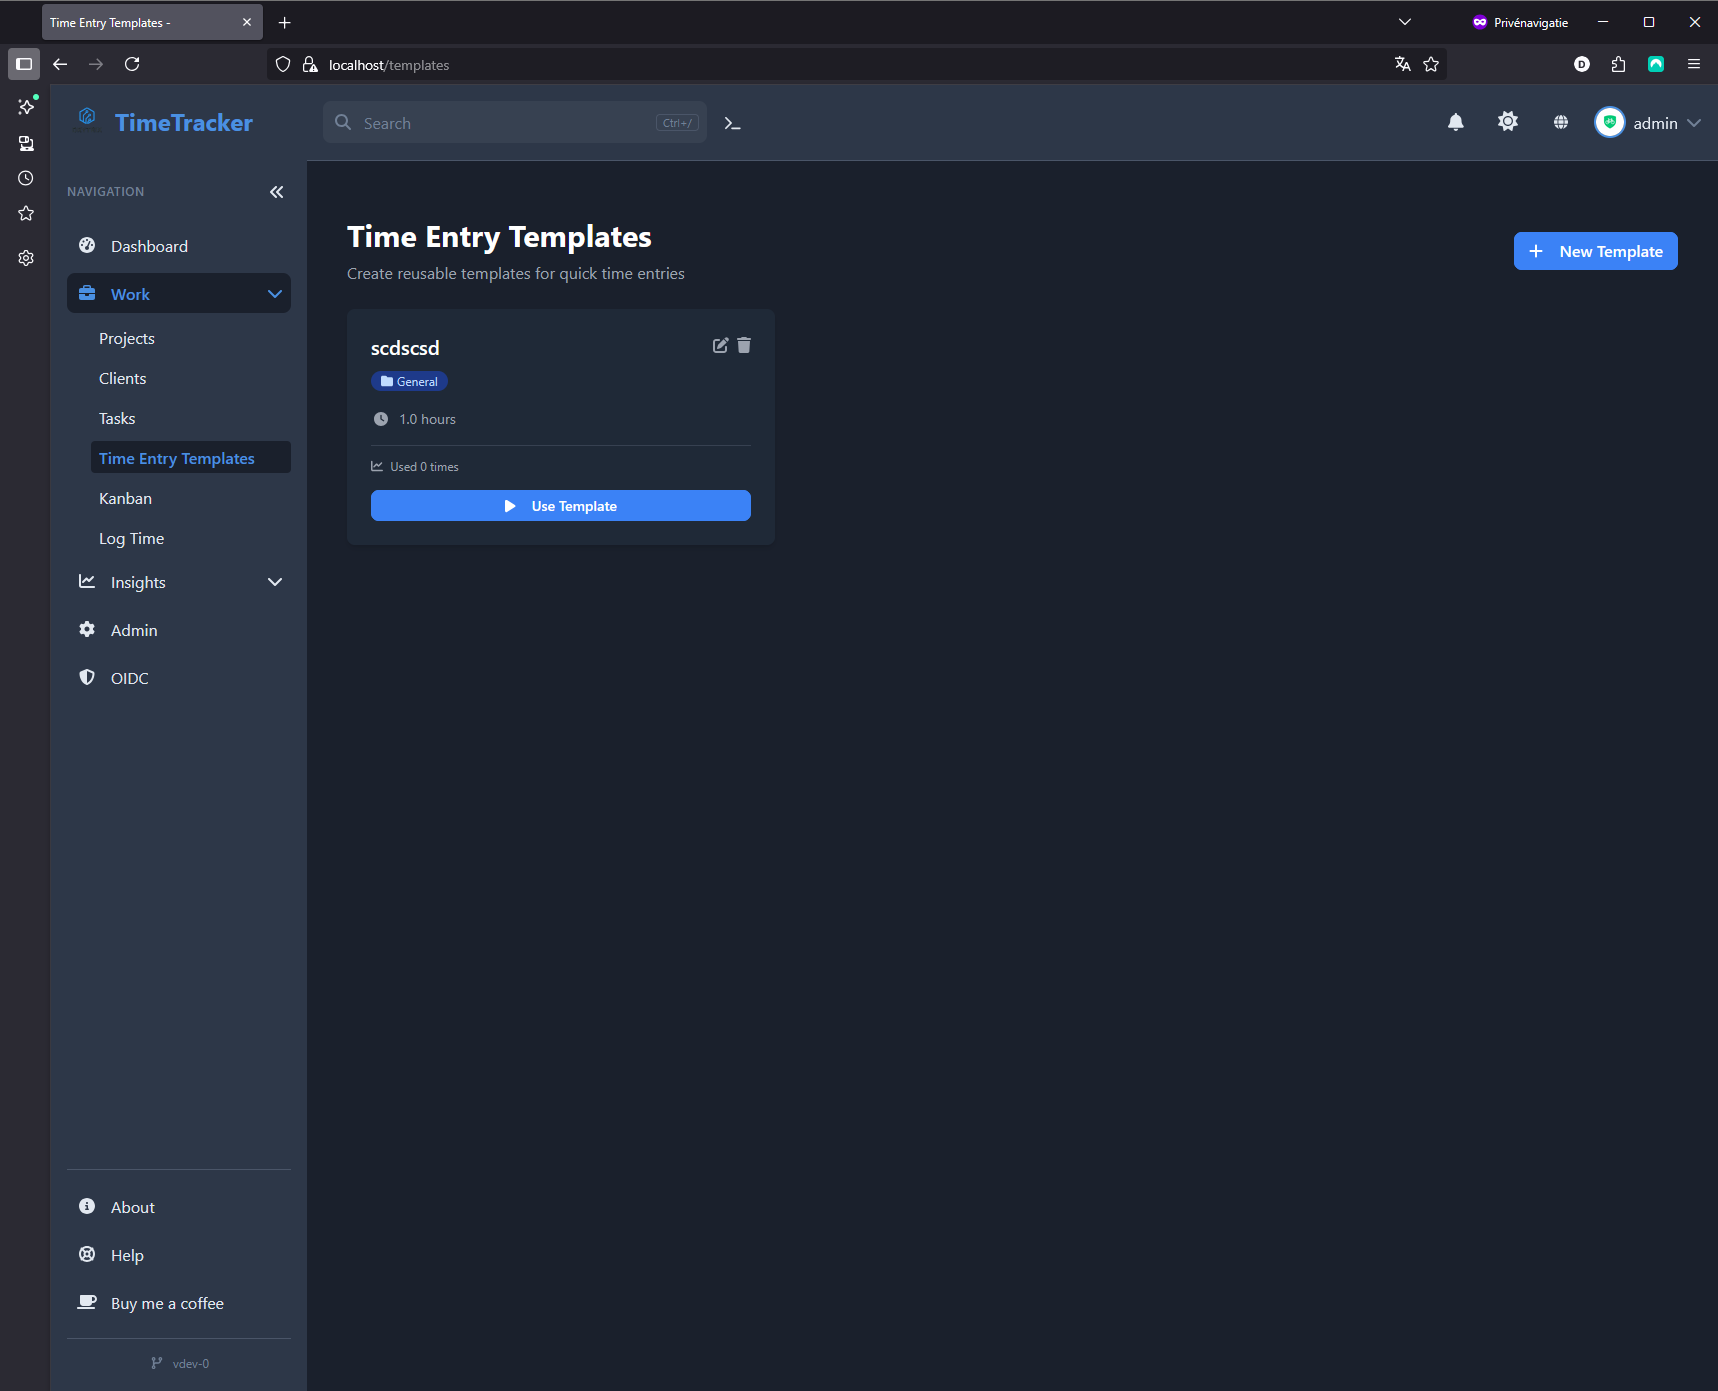 Time Entry Templates -
Privénavigatie
localhost/templates
TimeTracker
Search
Ctrl+/
admin
NAVIGATION
Dashboard
Work
Projects
Clients
Tasks
Time Entry Templates
Kanban
Log Time
Insights
Admin
OIDC
About
Help
Buy me a coffee
vdev-0
Time Entry Templates
Create reusable templates for quick time entries
New Template
scdscsd
General
1.0 hours
Used 0 times
Use Template